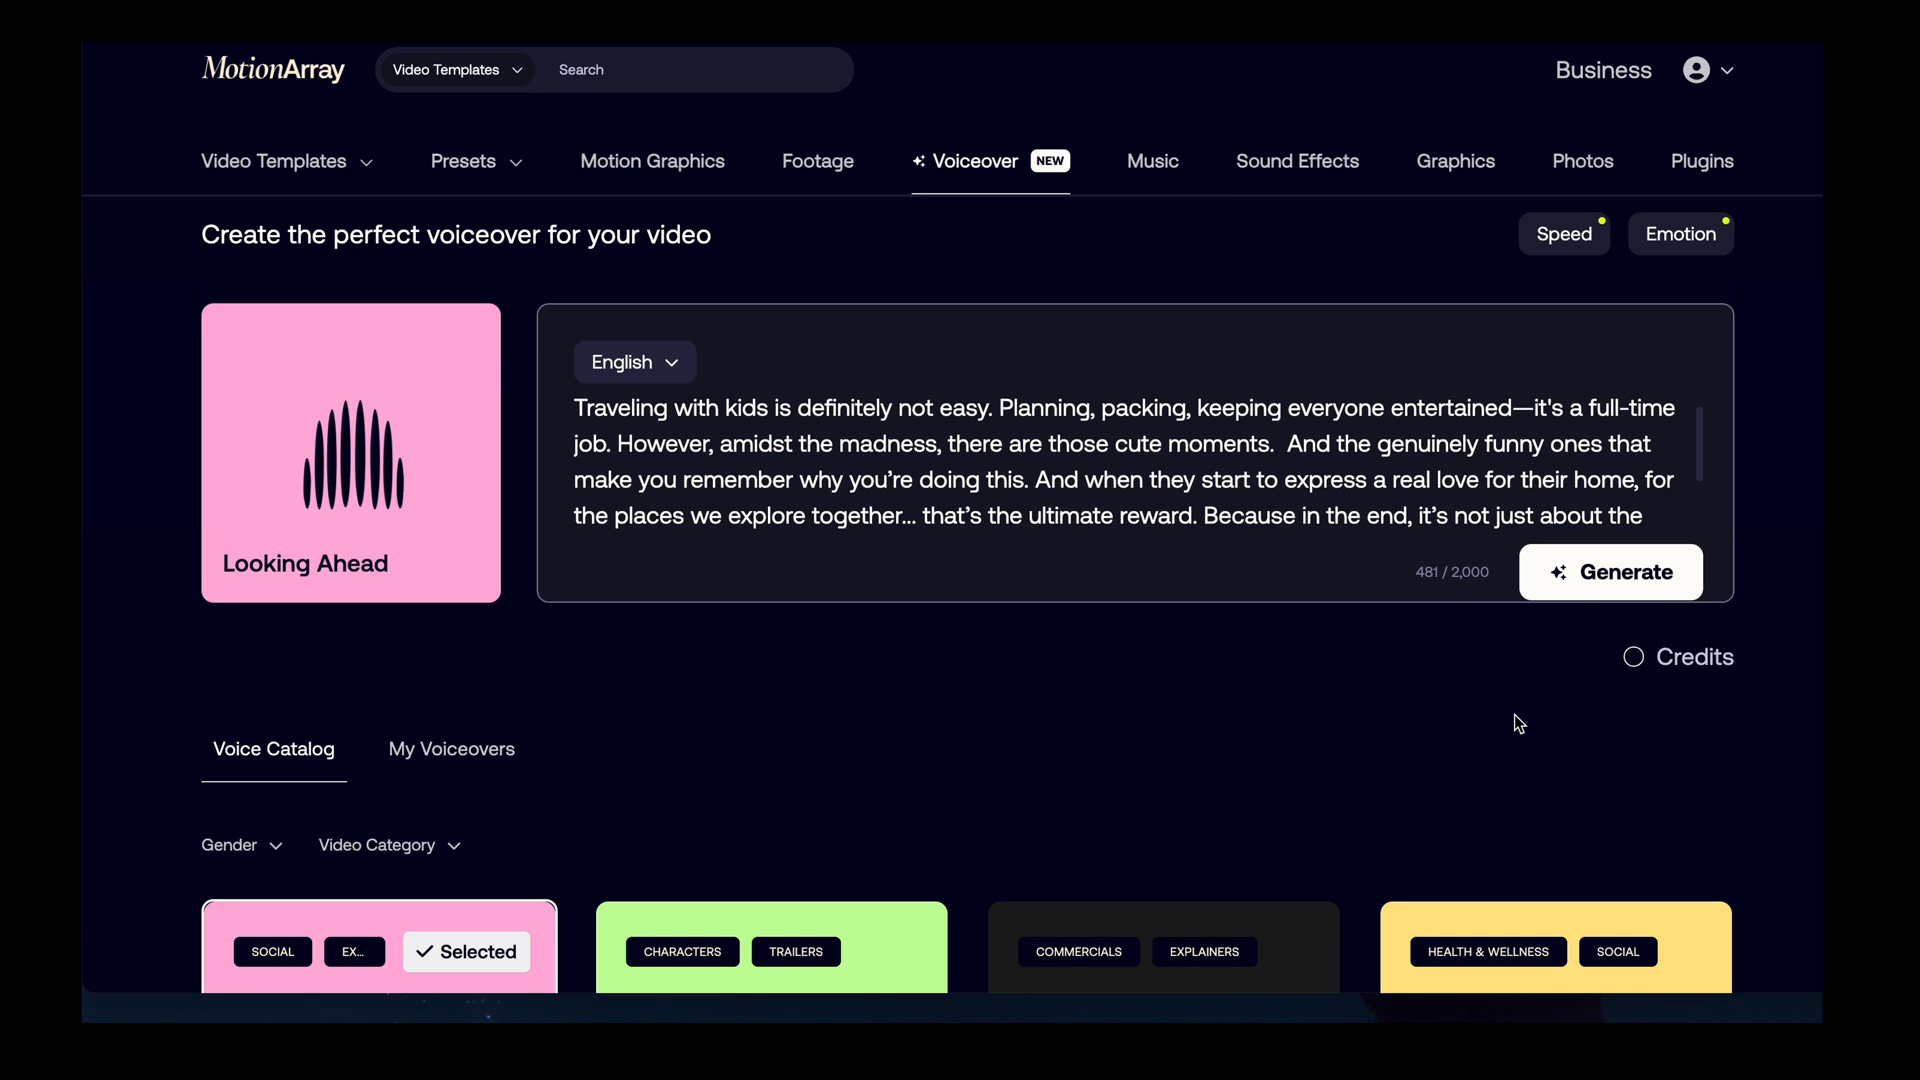 MotionArray
Video Templates Search
Business
Video Templates Presets Motion Graphics Footage Voiceover NEW Music Sound Effects Graphics Photos Plugins
Create the perfect voiceover for your video
Speed Emotion
Looking Ahead
English
Traveling with kids is definitely not easy. Planning, packing, keeping everyone entertained—it's a full-time
job. However, amidst the madness, there are those cute moments.  And the genuinely funny ones that
make you remember why you’re doing this. And when they start to express a real love for their home, for
the places we explore together... that’s the ultimate reward. Because in the end, it’s not just about the
481 / 2,000
Generate
Credits
Voice Catalog My Voiceovers
Gender Video Category
SOCIAL EX... Selected
CHARACTERS TRAILERS
COMMERCIALS EXPLAINERS
HEALTH & WELLNESS SOCIAL